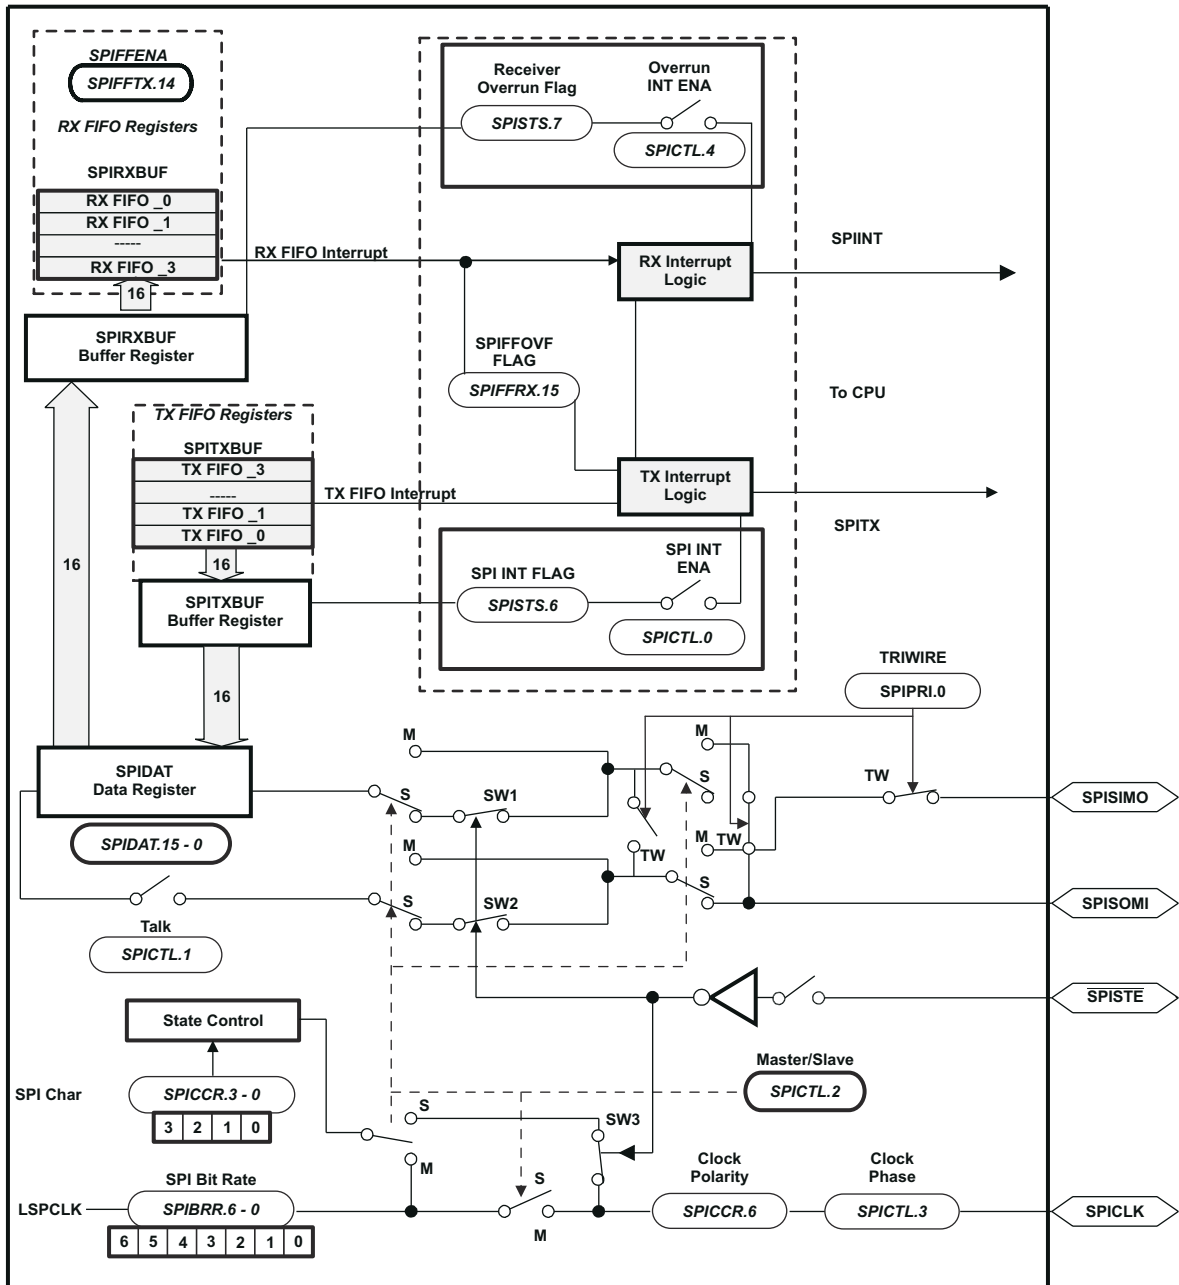 SPIFFENA
SPIFFTX.14
RX FIFO Registers
SPIRXBUF
RX FIFO _0
RX FIFO _1
-----
RX FIFO _3
16
SPIRXBUF
Buffer Register
Receiver
Overrun Flag
SPISTS.7
Overrun
INT ENA
SPICTL.4
RX FIFO Interrupt
RX Interrupt
Logic
SPIINT
SPIFFOVF
FLAG
SPIFFRX.15
To CPU
TX FIFO Registers
SPITXBUF
TX FIFO _3
-----
TX FIFO _1
TX FIFO _0
TX FIFO Interrupt
TX Interrupt
Logic
SPITX
16
16
SPITXBUF
Buffer Register
SPI INT FLAG
SPISTS.6
SPI INT
ENA
SPICTL.0
16
TRIWIRE
SPIPRI.0
SPIDAT
Data Register
SPIDAT.15 - 0
M
S
SW1
M
S
TW
SPISIMO
M
S
SW2
TW
M
TW
S
SPISOMI
Talk
SPICTL.1
SPISTE
State Control
Master/Slave
SPICTL.2
SPI Char
SPICCR.3 - 0
3 2 1 0
S
M
SW3
SPI Bit Rate
LSPCLK
SPIBRR.6 - 0
6 5 4 3 2 1 0
S
M
Clock
Polarity
SPICCR.6
Clock
Phase
SPICTL.3
SPICLK